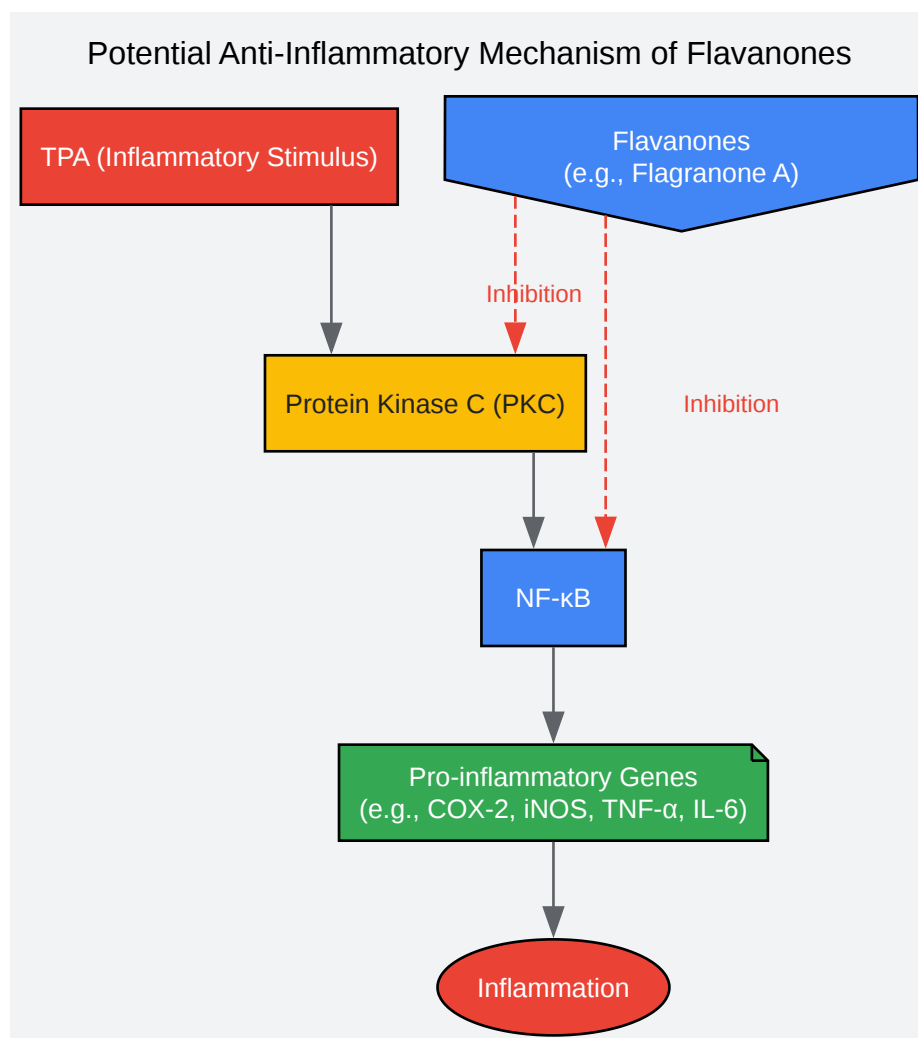 Potential Anti-Inflammatory Mechanism of Flavanones
TPA (Inflammatory Stimulus)
Flavanones
(e.g., Flagranone A)
Inhibition
Protein Kinase C (PKC)
Inhibition
NF-κB
Pro-inflammatory Genes
(e.g., COX-2, iNOS, TNF-α, IL-6)
Inflammation